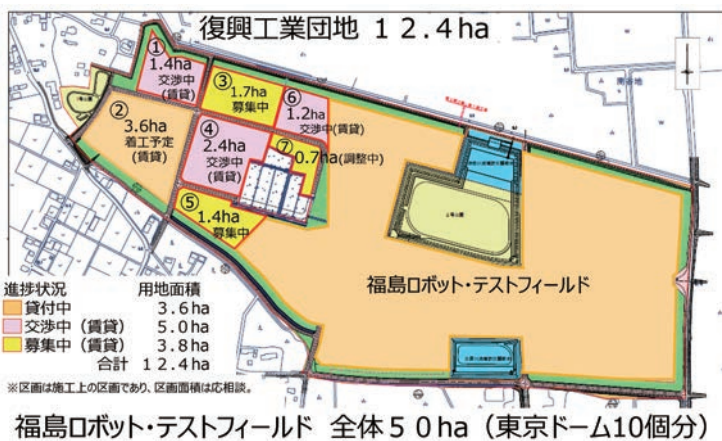 復興工業団地 12.4ha
①
1.4ha
交渉中
(賃貸)
③
1.7ha
募集中
⑥
1.2ha
交渉中(賃貸)
②
3.6ha
着工予定
(賃貸)
④
2.4ha
交渉中
(賃貸)
⑦
0.7ha(調整中)
⑤
1.4ha
募集中
福島ロボット・テストフィールド
進捗状況 用地面積
貸付中 3.6ha
交渉中(賃貸) 5.0ha
募集中(賃貸) 3.8ha
合計 12.4ha
※区画は施工上の区画であり、区画面積は応相談。
福島ロボット・テストフィールド 全体50ha(東京ドーム10個分)